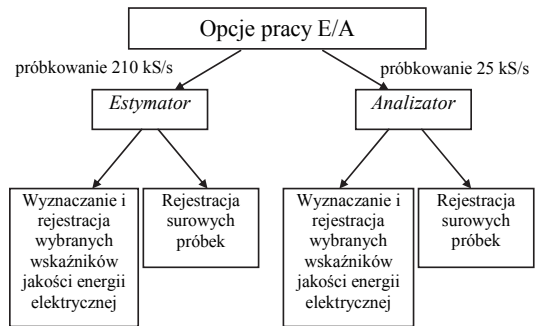 Opcje pracy E/A
próbkowanie 210 kS/s
próbkowanie 25 kS/s
Estymator
Analizator
Wyznaczanie i
rejestracja
wybranych
wskaźników
jakości energii
elektrycznej
Rejestracja
surowych
próbek
Wyznaczanie i
rejestracja
wybranych
wskaźników
jakości energii
elektrycznej
Rejestracja
surowych
próbek